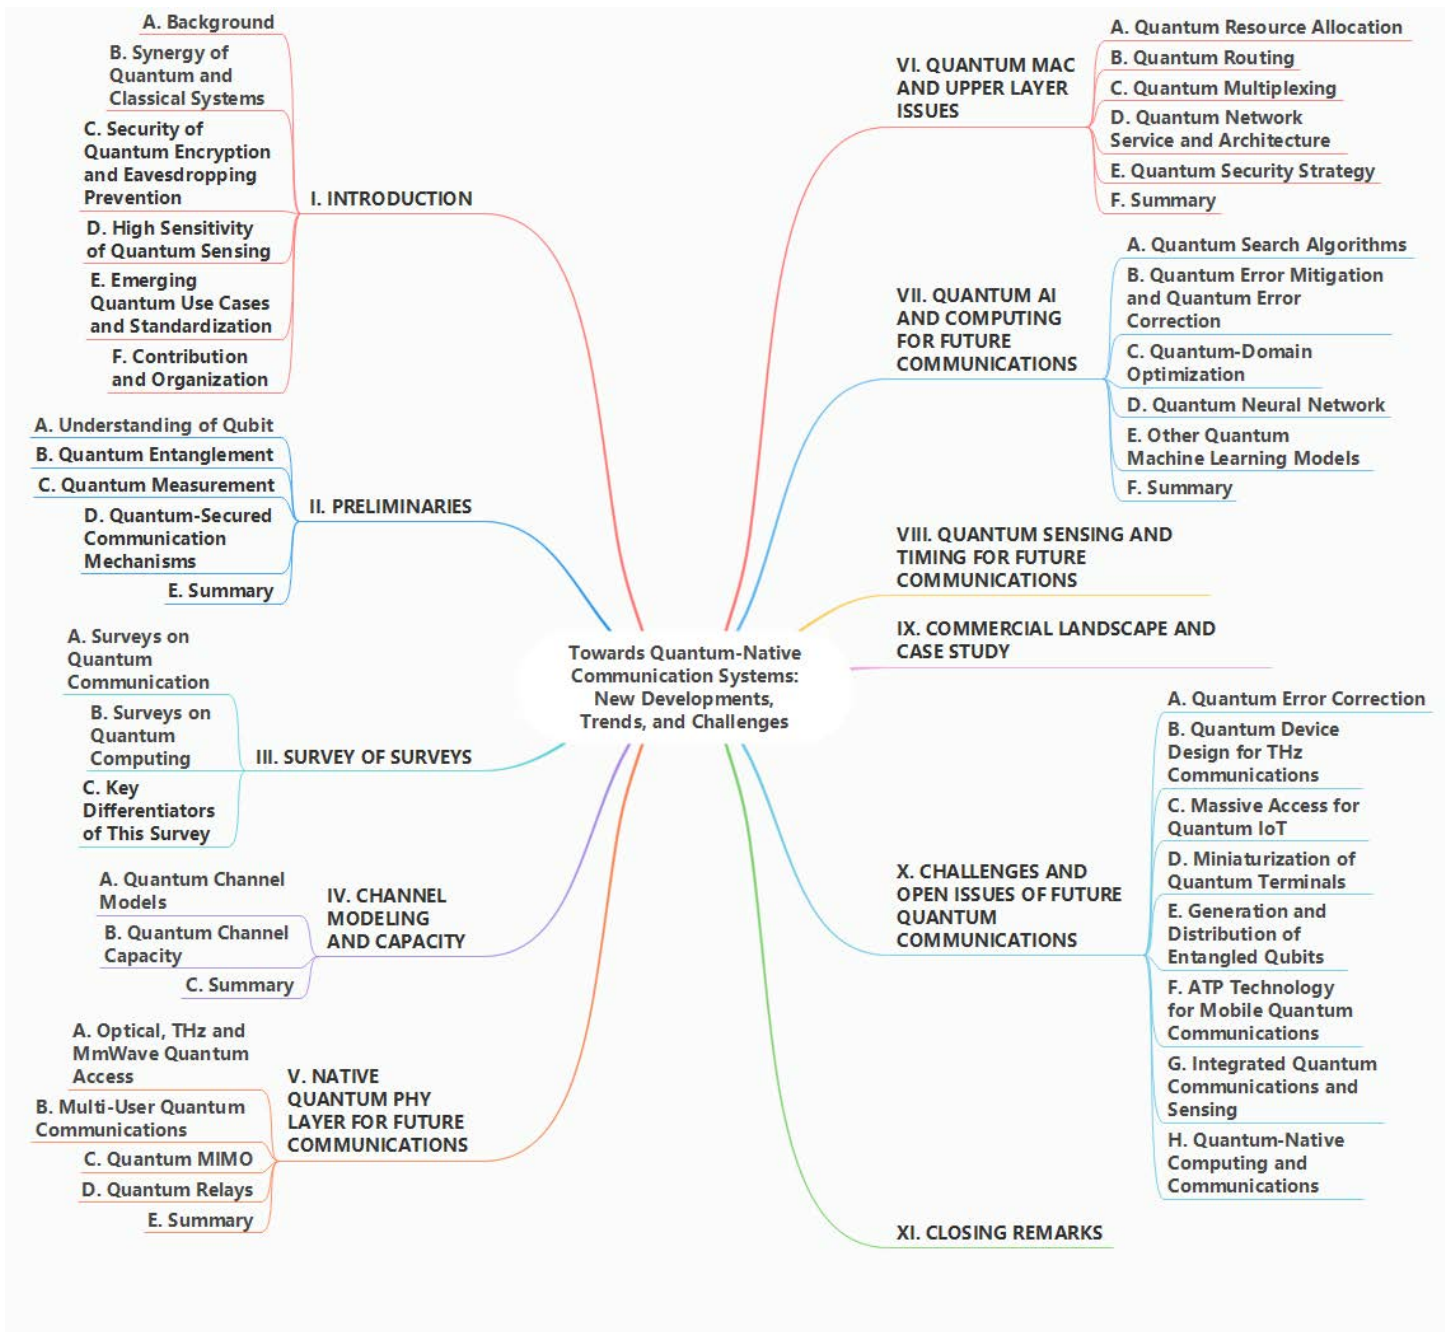 Towards Quantum-Native
Communication Systems:
New Developments,
Trends, and Challenges
I. INTRODUCTION
A. Background
B. Synergy of
Quantum and
Classical Systems
C. Security of
Quantum Encryption
and Eavesdropping
Prevention
D. High Sensitivity
of Quantum Sensing
E. Emerging
Quantum Use Cases
and Standardization
F. Contribution
and Organization
II. PRELIMINARIES
A. Understanding of Qubit
B. Quantum Entanglement
C. Quantum Measurement
D. Quantum-Secured
Communication
Mechanisms
E. Summary
III. SURVEY OF SURVEYS
A. Surveys on
Quantum
Communication
B. Surveys on
Quantum
Computing
C. Key
Differentiators
of This Survey
IV. CHANNEL
MODELING
AND CAPACITY
A. Quantum Channel
Models
B. Quantum Channel
Capacity
C. Summary
V. NATIVE
QUANTUM PHY
LAYER FOR FUTURE
COMMUNICATIONS
A. Optical, THz and
MmWave Quantum
Access
B. Multi-User Quantum
Communications
C. Quantum MIMO
D. Quantum Relays
E. Summary
VI. QUANTUM MAC
AND UPPER LAYER
ISSUES
A. Quantum Resource Allocation
B. Quantum Routing
C. Quantum Multiplexing
D. Quantum Network
Service and Architecture
E. Quantum Security Strategy
F. Summary
VII. QUANTUM AI
AND COMPUTING
FOR FUTURE
COMMUNICATIONS
A. Quantum Search Algorithms
B. Quantum Error Mitigation
and Quantum Error
Correction
C. Quantum-Domain
Optimization
D. Quantum Neural Network
E. Other Quantum
Machine Learning Models
F. Summary
VIII. QUANTUM SENSING AND
TIMING FOR FUTURE
COMMUNICATIONS
IX. COMMERCIAL LANDSCAPE AND
CASE STUDY
X. CHALLENGES AND
OPEN ISSUES OF FUTURE
QUANTUM
COMMUNICATIONS
A. Quantum Error Correction
B. Quantum Device
Design for THz
Communications
C. Massive Access for
Quantum IoT
D. Miniaturization of
Quantum Terminals
E. Generation and
Distribution of
Entangled Qubits
F. ATP Technology
for Mobile Quantum
Communications
G. Integrated Quantum
Communications and
Sensing
H. Quantum-Native
Computing and
Communications
XI. CLOSING REMARKS